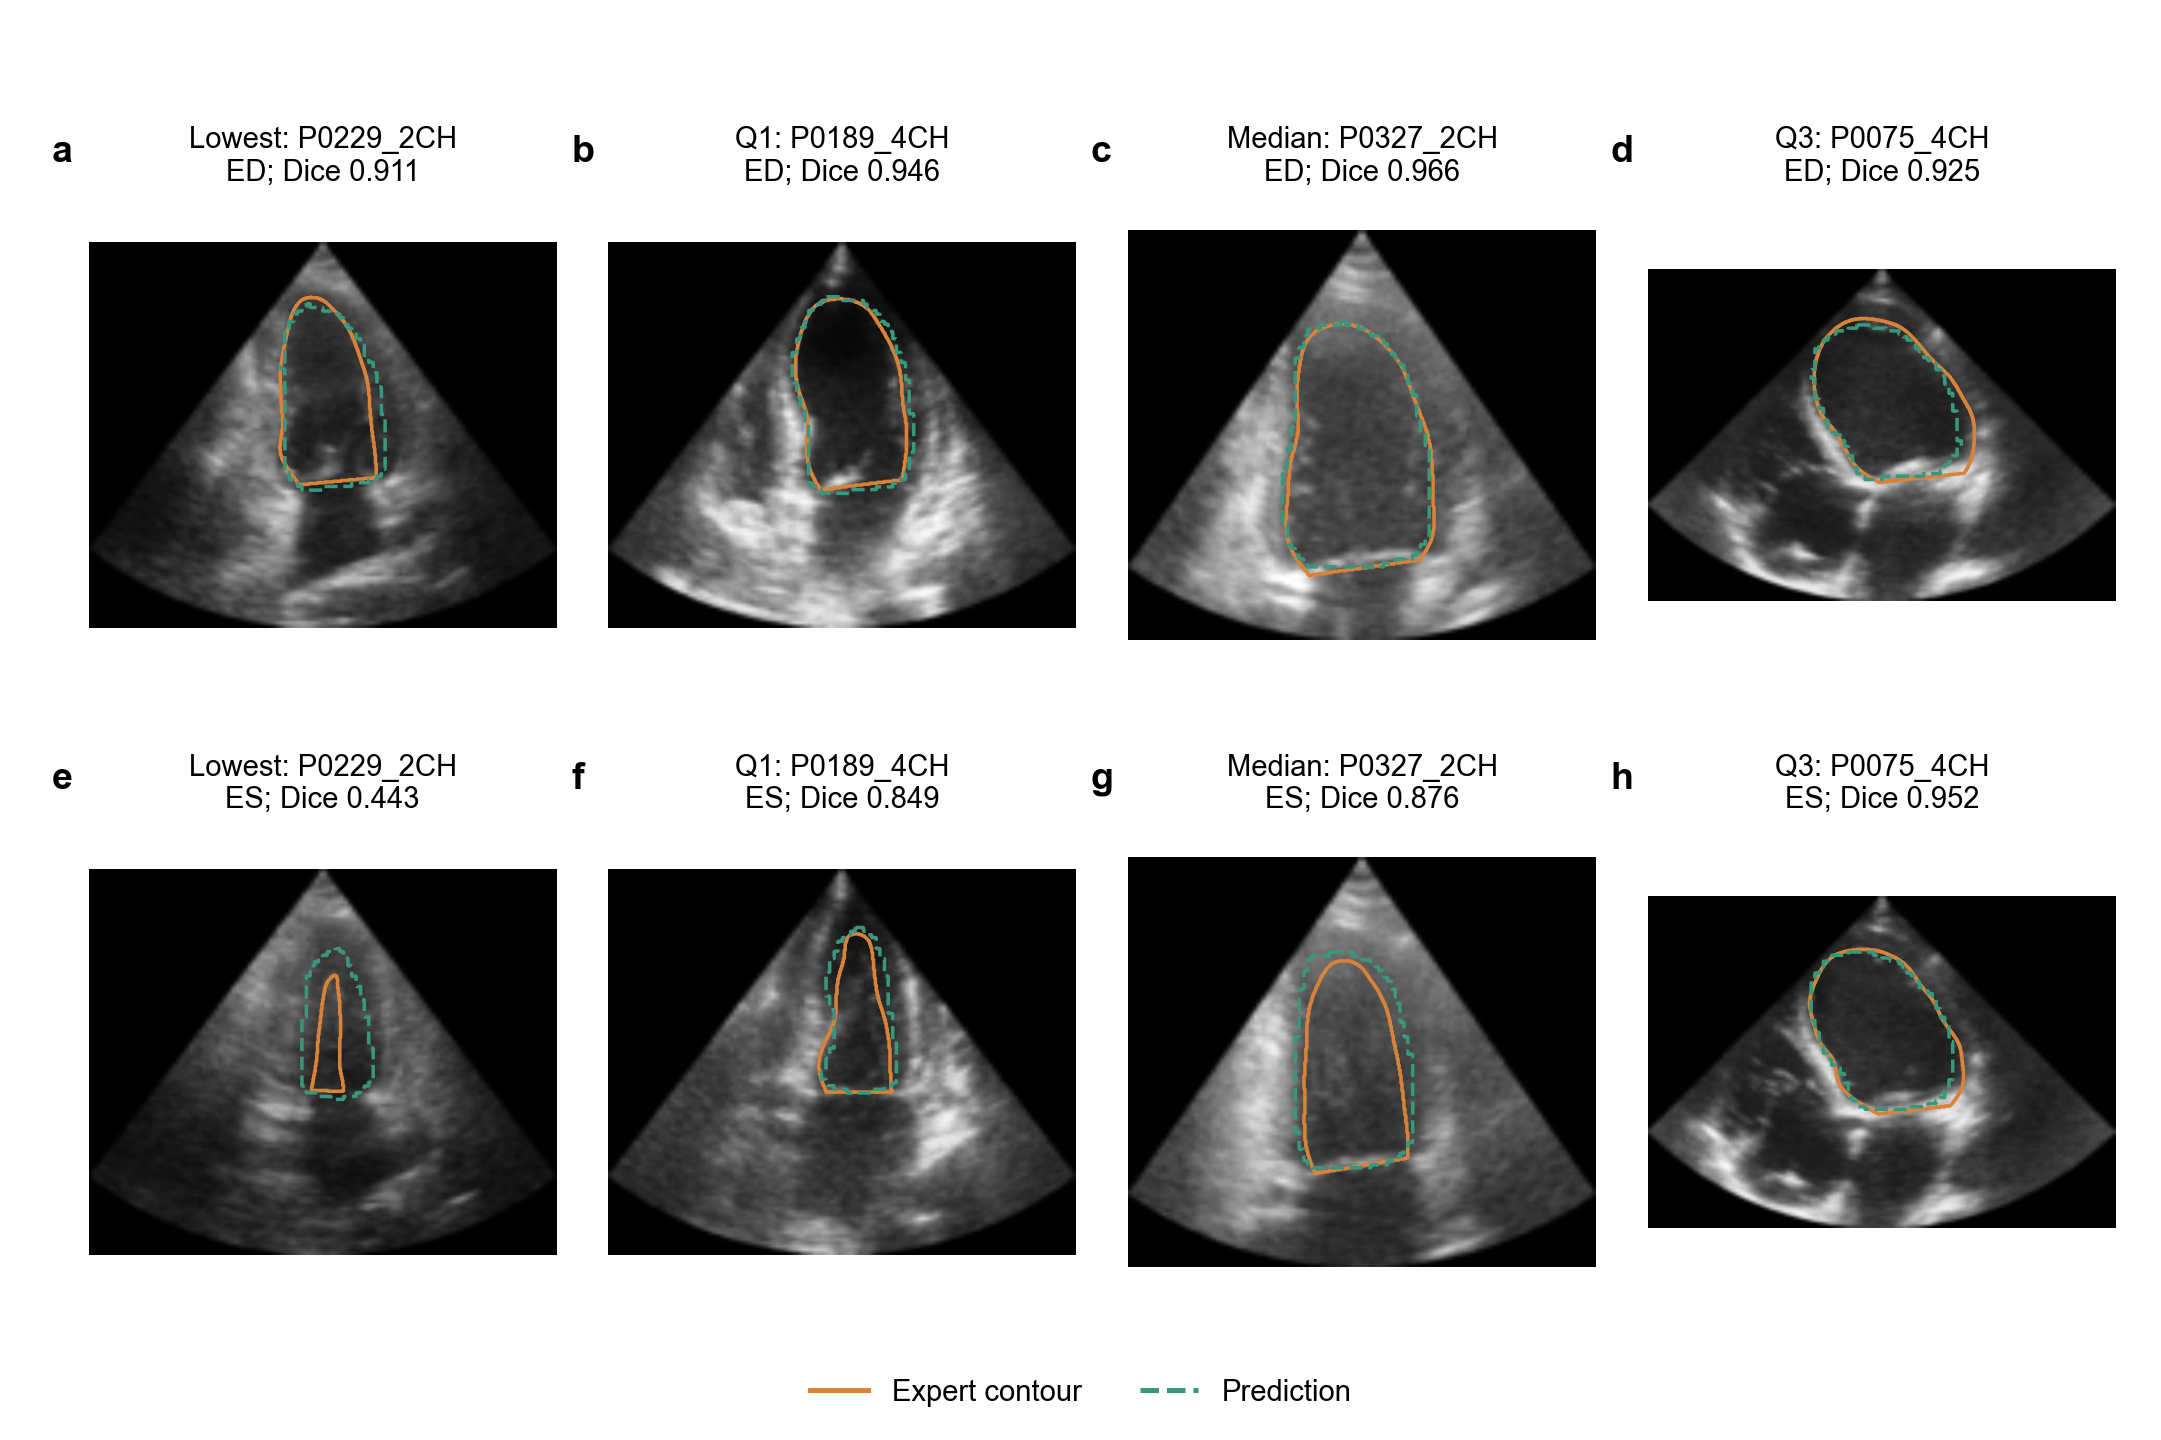 a
Lowest: P0229_2CH
ED; Dice 0.911
b
Q1: P0189_4CH
ED; Dice 0.946
c
Median: P0327_2CH
ED; Dice 0.966
d
Q3: P0075_4CH
ED; Dice 0.925
e
Lowest: P0229_2CH
ES; Dice 0.443
f
Q1: P0189_4CH
ES; Dice 0.849
g
Median: P0327_2CH
ES; Dice 0.876
h
Q3: P0075_4CH
ES; Dice 0.952
Expert contour
Prediction